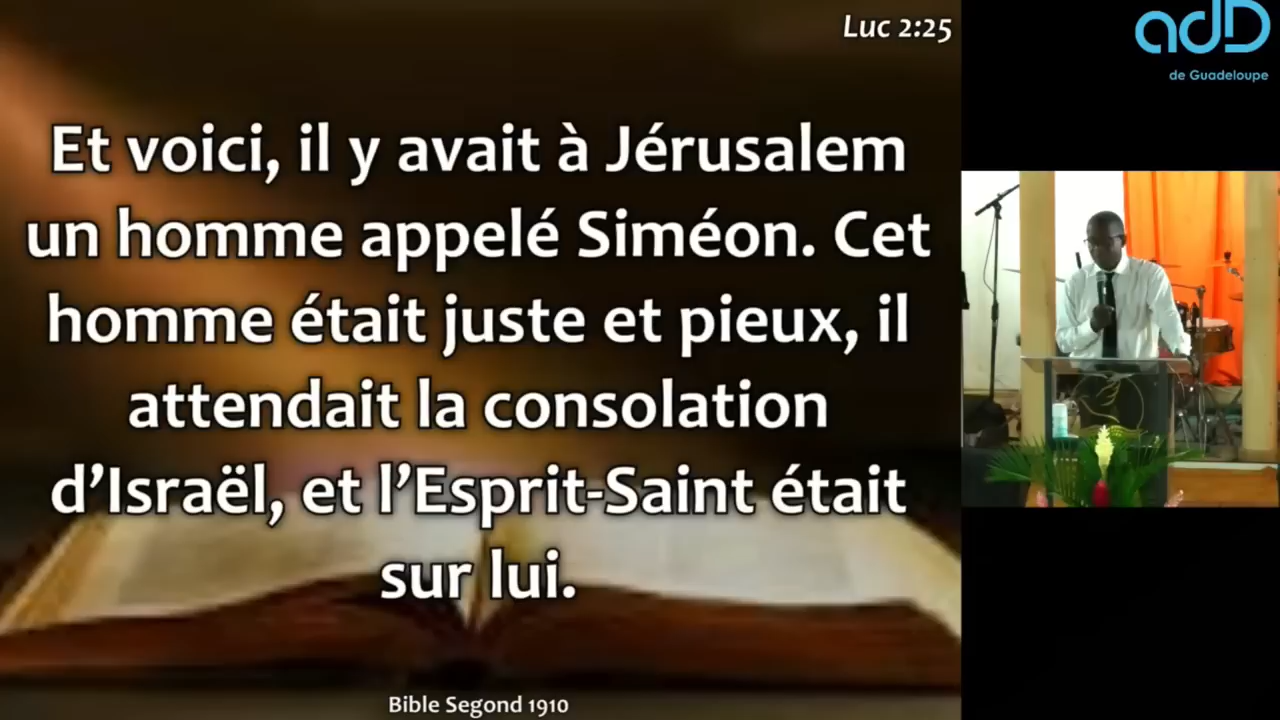 Luc 2:25
Et voici, il y avait à Jérusalem
un homme appelé Siméon. Cet
homme était juste et pieux, il
attendait la consolation
d’Israël, et l’Esprit-Saint était
sur lui.
Bible Segond 1910
adD
de Guadeloupe